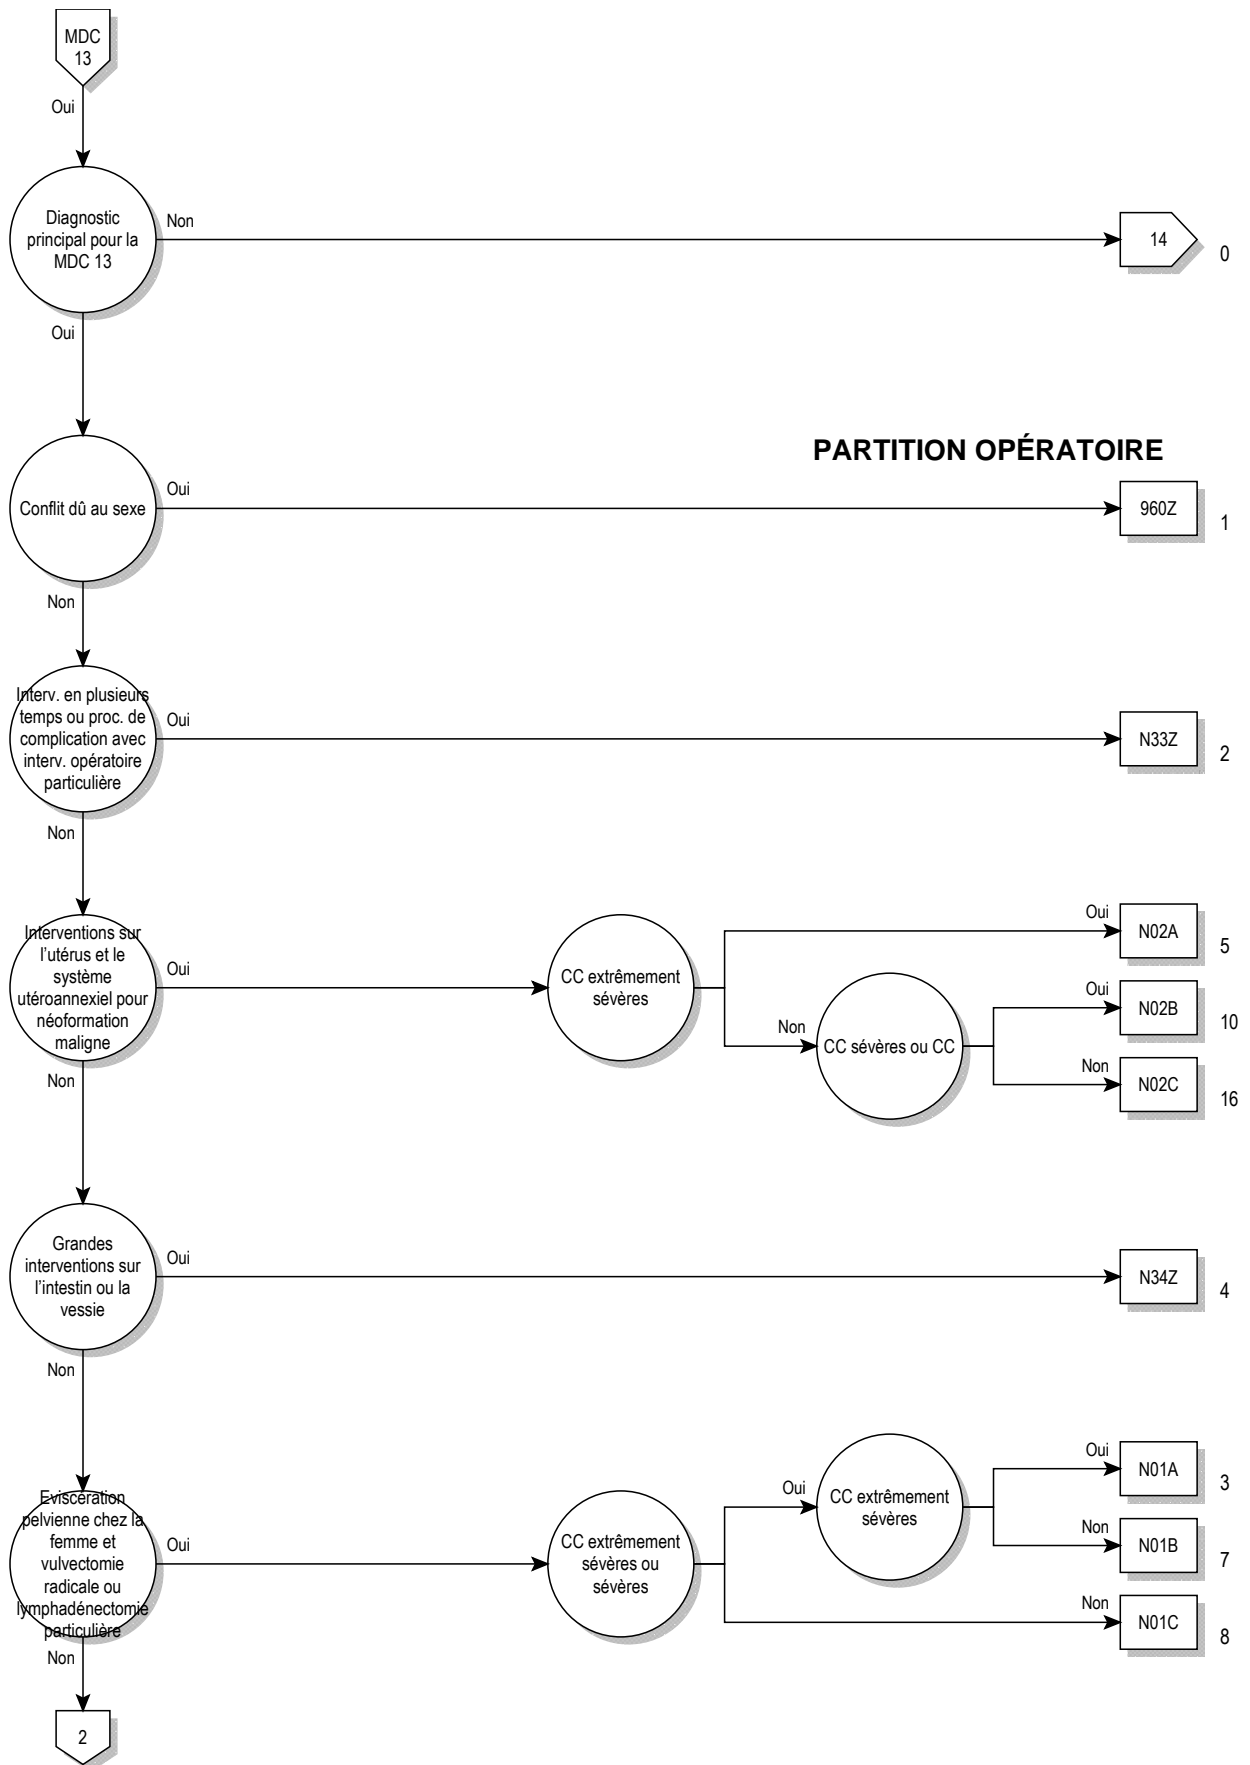 MDC
13
Oui
Diagnostic
principal pour la
MDC 13
Non
14
0
Oui
PARTITION OPÉRATOIRE
Conflit dû au sexe
Oui
960Z
1
Non
Interv. en plusieurs
temps ou proc. de
complication avec
interv. opératoire
particulière
Oui
N33Z
2
Non
Interventions sur
l'utérus et le
système
utéroannexiel pour
néoformation
maligne
Oui
CC extrêmement
sévères
Oui
N02A
5
Non
CC sévères ou CC
Oui
N02B
10
Non
N02C
16
Non
Grandes
interventions sur
l'intestin ou la
vessie
Oui
N34Z
4
Non
Eviscération
pelvienne chez la
femme et
vulvectomie
radicale ou
lymphadénectomie
particulière
Oui
CC extrêmement
sévères ou
sévères
Oui
CC extrêmement
sévères
Oui
N01A
3
Non
N01B
7
Non
N01C
8
Non
2